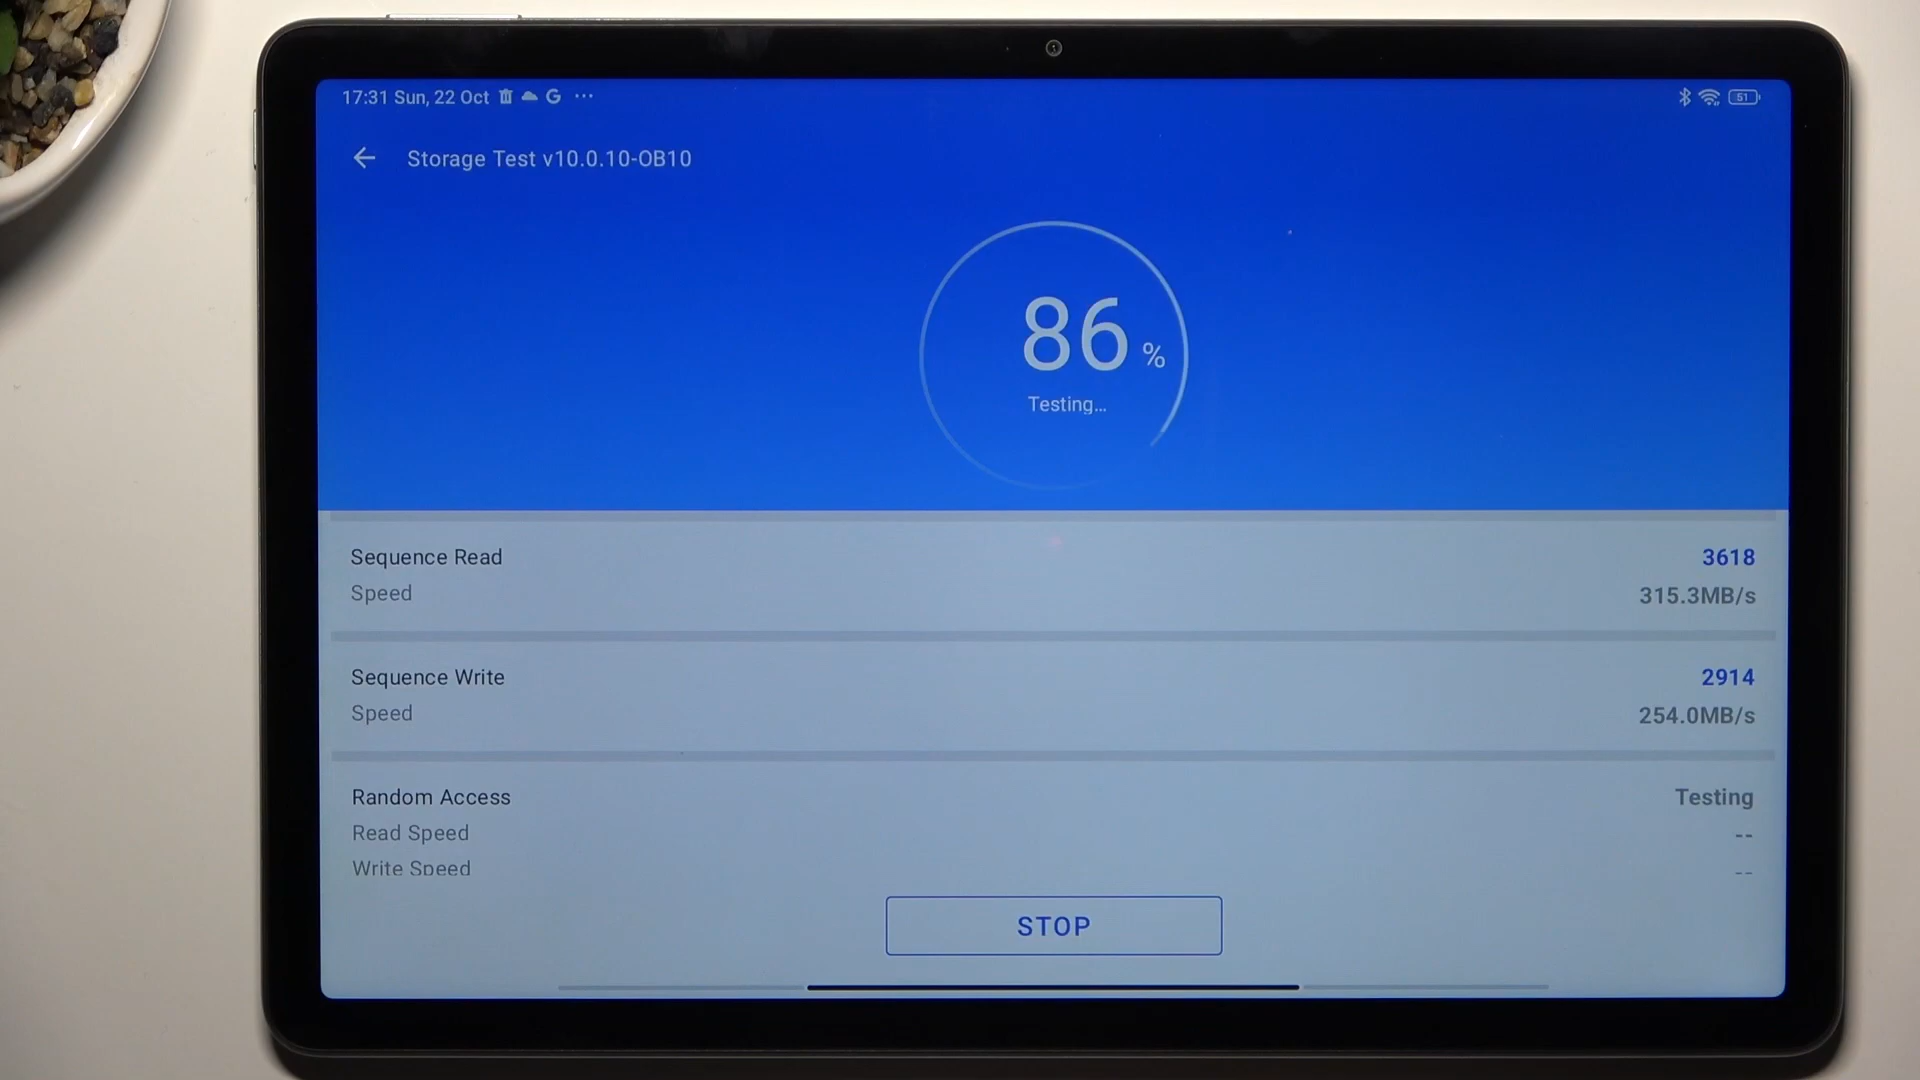 17:31 Sun, 22 Oct G ... 51
Storage Test v10.0.10-OB10
86 %
Testing...
Sequence Read 3618
Speed 315.3MB/s
Sequence Write 2914
Speed 254.0MB/s
Random Access Testing
Read Speed --
Write Speed --
STOP